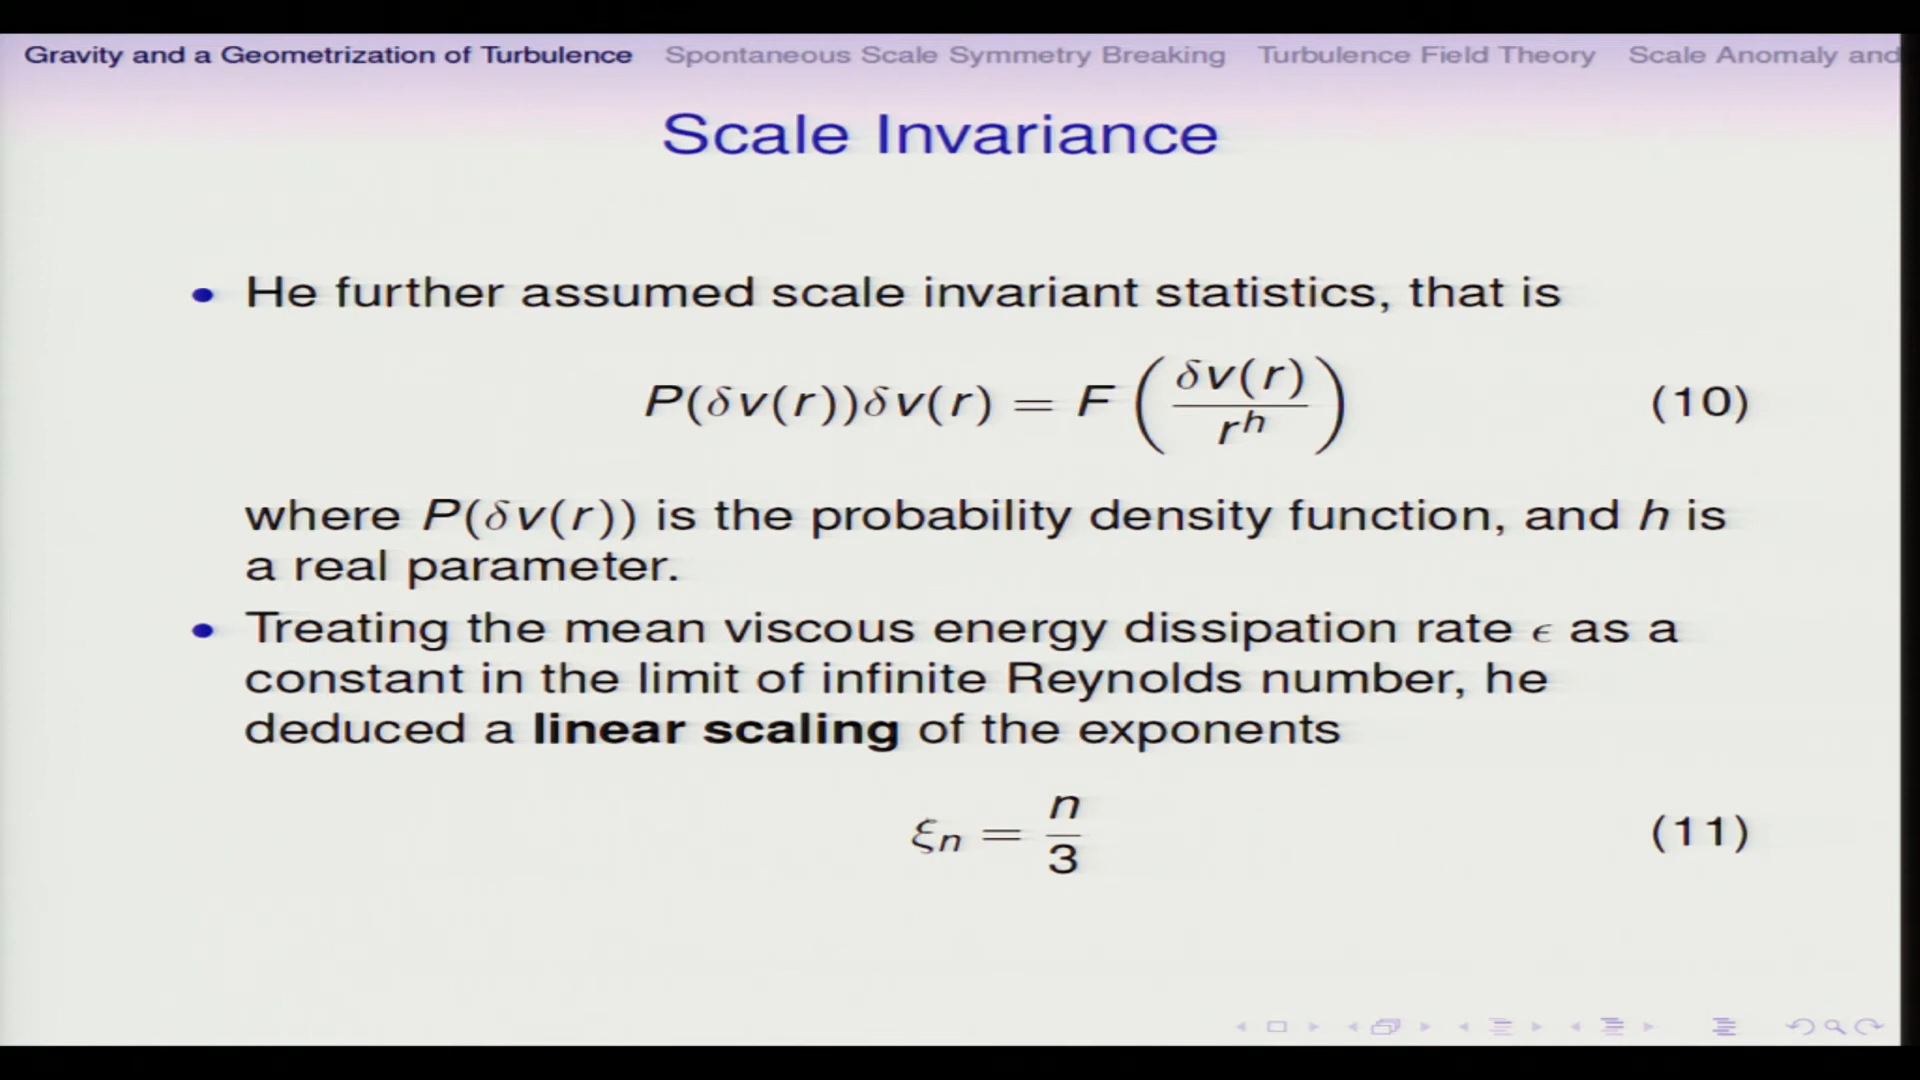 Gravity and a Geometrization of Turbulence Spontaneous Scale Symmetry Breaking Turbulence Field Theory Scale Anomaly and
Scale Invariance
• He further assumed scale invariant statistics, that is
P(δv(r))δv(r) = F(δv(r)/r^h) (10)
where P(δv(r)) is the probability density function, and h is
a real parameter.
• Treating the mean viscous energy dissipation rate ϵ as a
constant in the limit of infinite Reynolds number, he
deduced a linear scaling of the exponents
ξ_n = n/3 (11)